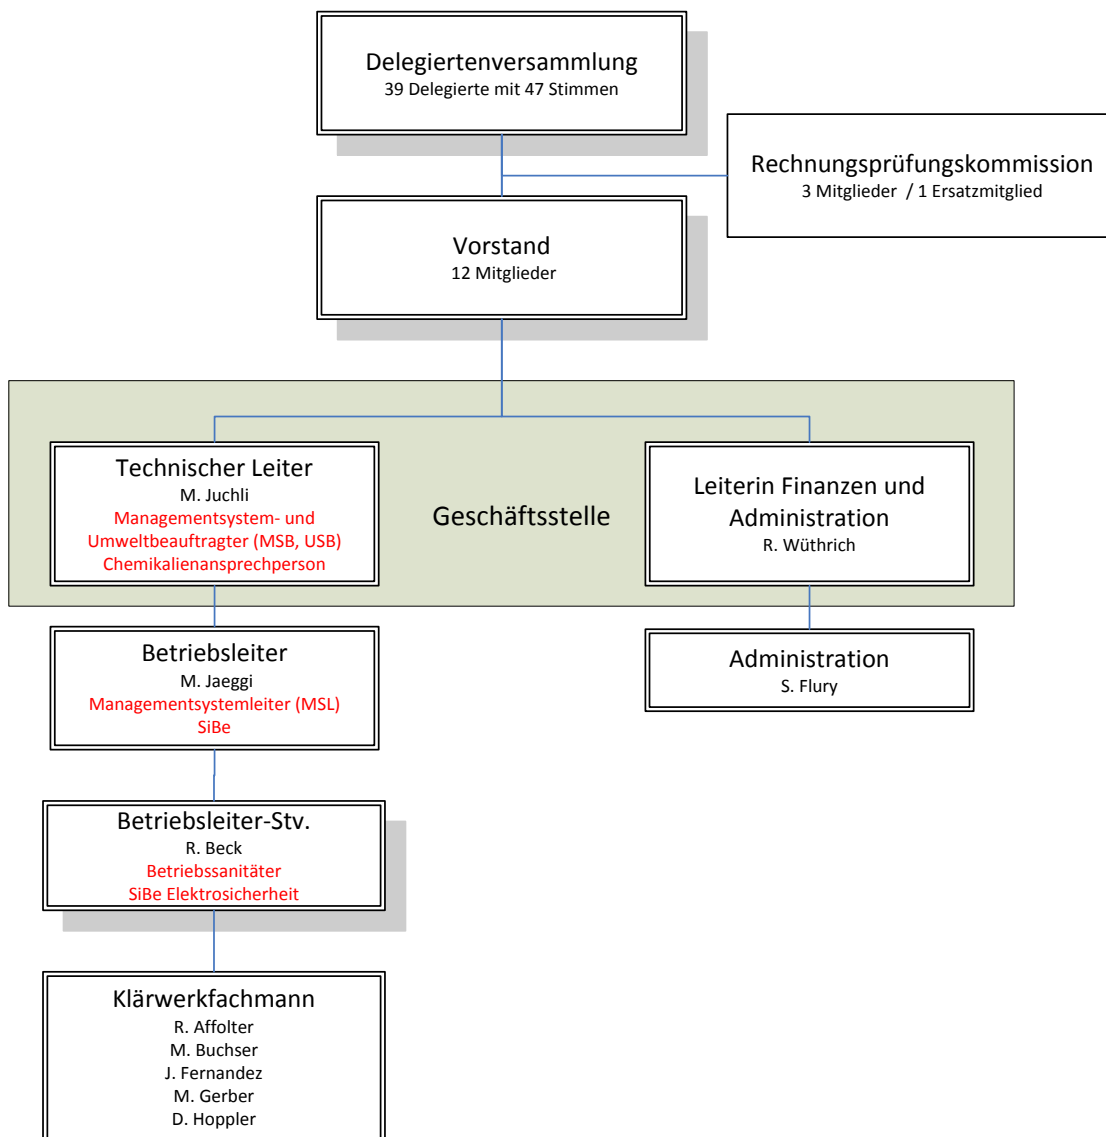 Delegiertenversammlung
39 Delegierte mit 47 Stimmen
Rechnungsprüfungskommission
3 Mitglieder / 1 Ersatzmitglied
Vorstand
12 Mitglieder
Technischer Leiter
M. Juchli
Managementsystem- und
Umweltbeauftragter (MSB, USB)
Chemikalienansprechperson
Geschäftsstelle
Leiterin Finanzen und
Administration
R. Wüthrich
Betriebsleiter
M. Jaeggi
Managementsystemleiter (MSL)
SiBe
Administration
S. Flury
Betriebsleiter-Stv.
R. Beck
Betriebssanitäter
SiBe Elektrosicherheit
Klärwerkfachmann
R. Affolter
M. Buchser
J. Fernandez
M. Gerber
D. Hoppler